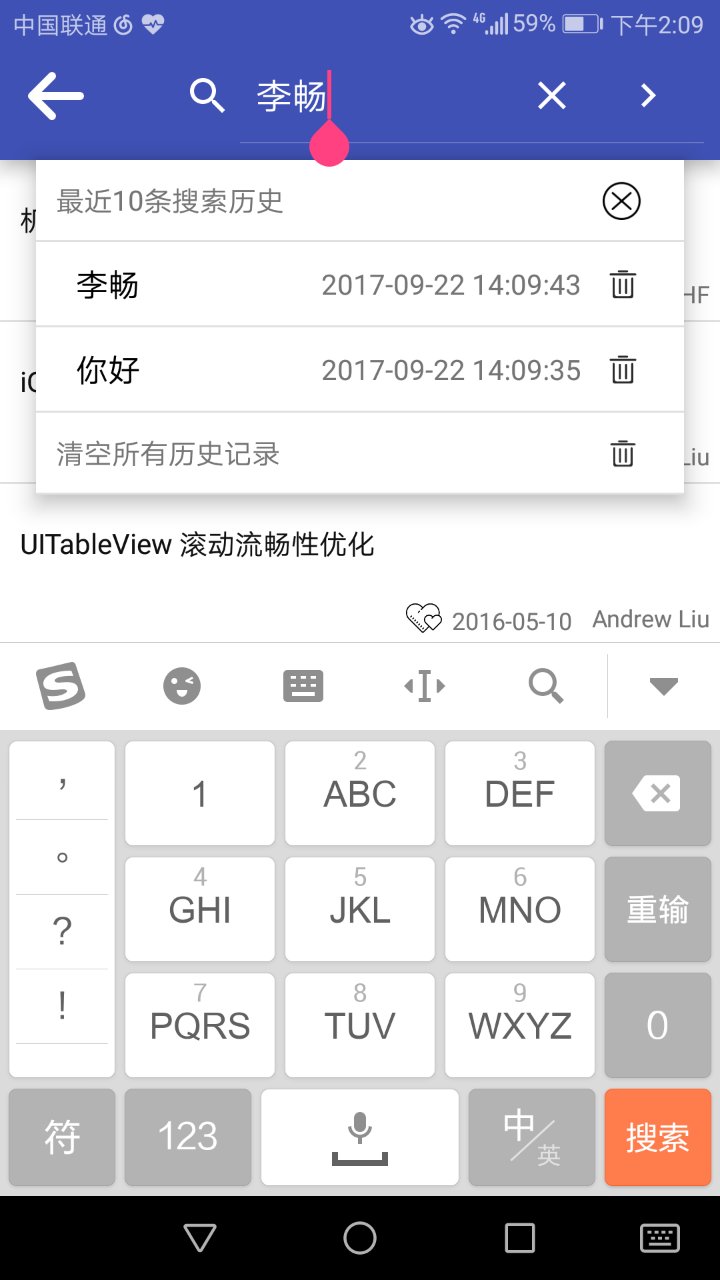 中国联通 4G 59% 下午2:09
李畅
最近10条搜索历史
李畅 2017-09-22 14:09:43
HF
你好 2017-09-22 14:09:35
清空所有历史记录
Liu
UITableView 滚动流畅性优化
2016-05-10 Andrew Liu
， 1 2 ABC 3 DEF
。 4 GHI 5 JKL 6 MNO 重输
?
! 7 PQRS 8 TUV 9 WXYZ 0
符 123 中/英 搜索